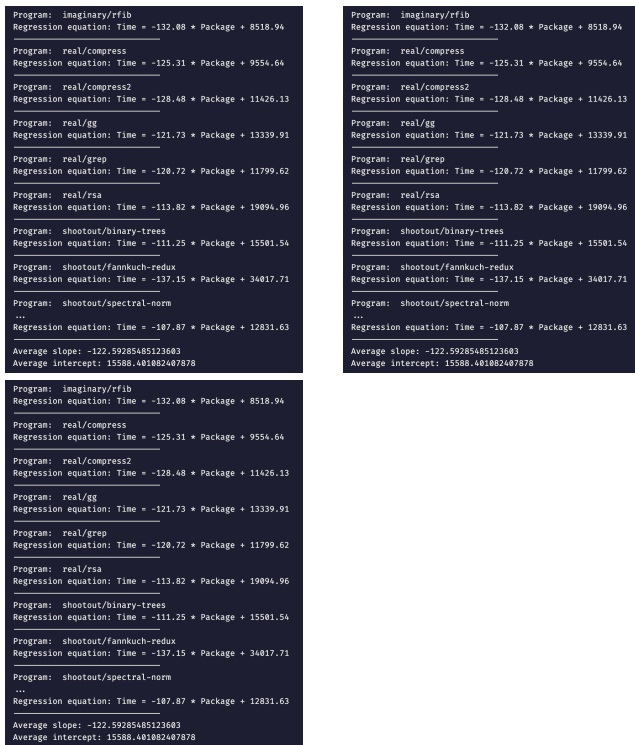 Program:  imaginary/rfib
Regression equation: Time = -132.08 * Package + 8518.94
Program:  real/compress
Regression equation: Time = -125.31 * Package + 9554.64
Program:  real/compress2
Regression equation: Time = -128.48 * Package + 11426.13
Program:  real/gg
Regression equation: Time = -121.73 * Package + 13339.91
Program:  real/grep
Regression equation: Time = -120.72 * Package + 11799.62
Program:  real/rsa
Regression equation: Time = -113.82 * Package + 19094.96
Program:  shootout/binary-trees
Regression equation: Time = -111.25 * Package + 15501.54
Program:  shootout/fannkuch-redux
Regression equation: Time = -137.15 * Package + 34017.71
Program:  shootout/spectral-norm
...
Regression equation: Time = -107.87 * Package + 12831.63
Average slope: -122.59285485123603
Average intercept: 15588.401082407878
Program:  imaginary/rfib
Regression equation: Time = -132.08 * Package + 8518.94
Program:  real/compress
Regression equation: Time = -125.31 * Package + 9554.64
Program:  real/compress2
Regression equation: Time = -128.48 * Package + 11426.13
Program:  real/gg
Regression equation: Time = -121.73 * Package + 13339.91
Program:  real/grep
Regression equation: Time = -120.72 * Package + 11799.62
Program:  real/rsa
Regression equation: Time = -113.82 * Package + 19094.96
Program:  shootout/binary-trees
Regression equation: Time = -111.25 * Package + 15501.54
Program:  shootout/fannkuch-redux
Regression equation: Time = -137.15 * Package + 34017.71
Program:  shootout/spectral-norm
...
Regression equation: Time = -107.87 * Package + 12831.63
Average slope: -122.59285485123603
Average intercept: 15588.401082407878
Program:  imaginary/rfib
Regression equation: Time = -132.08 * Package + 8518.94
Program:  real/compress
Regression equation: Time = -125.31 * Package + 9554.64
Program:  real/compress2
Regression equation: Time = -128.48 * Package + 11426.13
Program:  real/gg
Regression equation: Time = -121.73 * Package + 13339.91
Program:  real/grep
Regression equation: Time = -120.72 * Package + 11799.62
Program:  real/rsa
Regression equation: Time = -113.82 * Package + 19094.96
Program:  shootout/binary-trees
Regression equation: Time = -111.25 * Package + 15501.54
Program:  shootout/fannkuch-redux
Regression equation: Time = -137.15 * Package + 34017.71
Program:  shootout/spectral-norm
...
Regression equation: Time = -107.87 * Package + 12831.63
Average slope: -122.59285485123603
Average intercept: 15588.401082407878